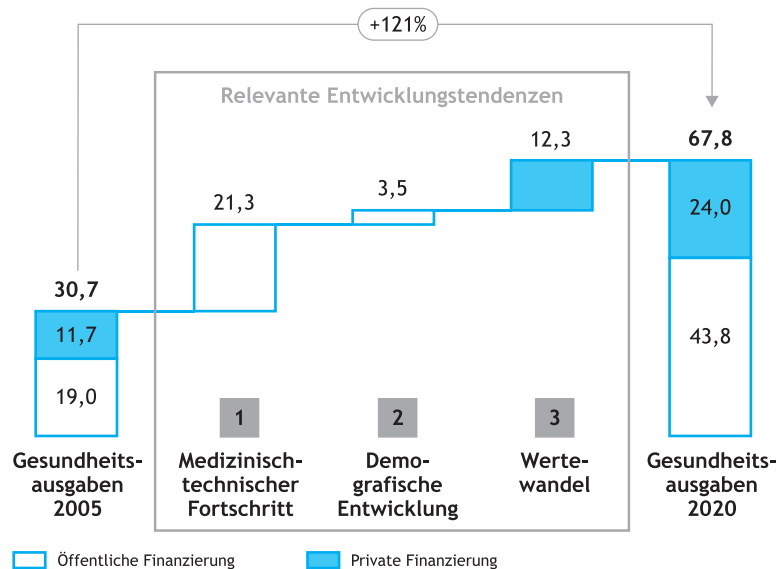 +121%
Relevante Entwicklungstendenzen
12,3
67,8
21,3
3,5
24,0
30,7
11,7
43,8
19,0
1
2
3
Gesundheits-
ausgaben
2005
Medizinisch-
technischer
Fortschritt
Demo-
grafische
Entwicklung
Werte-
wandel
Gesundheits-
ausgaben
2020
Öffentliche Finanzierung
Private Finanzierung